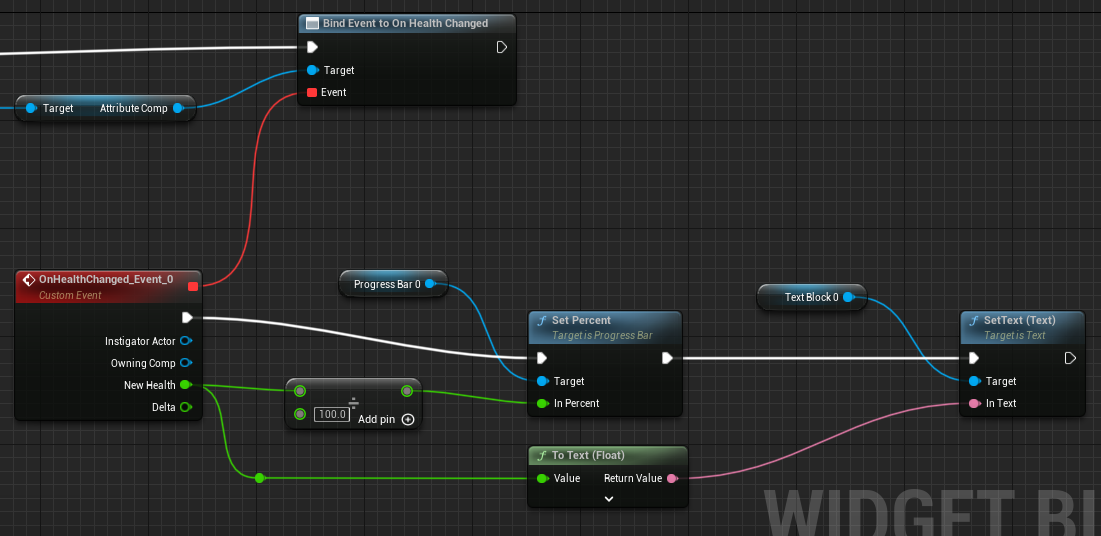 Bind Event to On Health Changed
Target
Event
Target Attribute Comp
OnHealthChanged_Event_0
Custom Event
Instigator Actor
Owning Comp
New Health
Delta
Progress Bar 0
÷
100.0 Add pin
Set Percent
Target is Progress Bar
Target
In Percent
To Text (Float)
Value Return Value
Text Block 0
SetText (Text)
Target is Text
Target
In Text
WIDGET BL